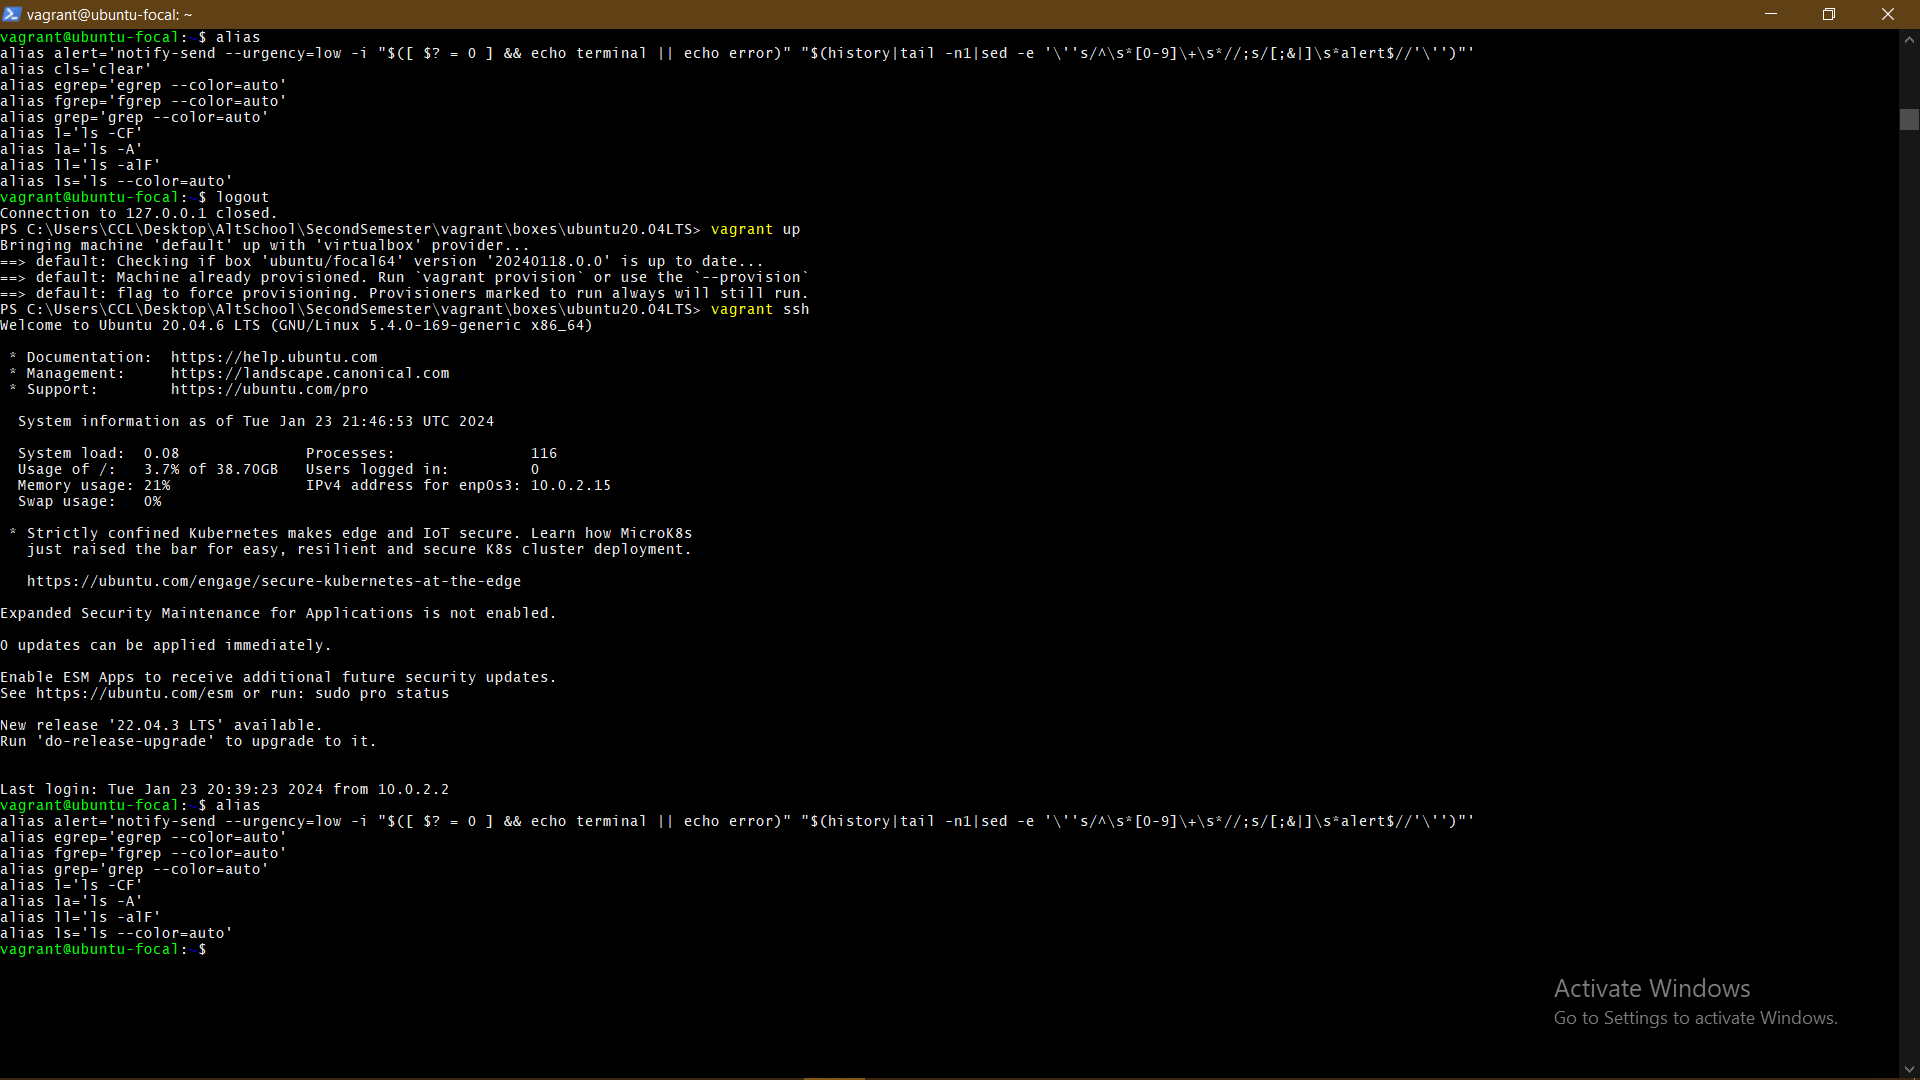 vagrant@ubuntu-focal: ~
vagrant@ubuntu-focal:~$ alias
alias alert='notify-send --urgency=low -i "$([ $? = 0 ] && echo terminal || echo error)" "$(history|tail -n1|sed -e '\''s/^\s*[0-9]\+\s*//;s/[;&|]\s*alert$//'\'')"'
alias cls='clear'
alias egrep='egrep --color=auto'
alias fgrep='fgrep --color=auto'
alias grep='grep --color=auto'
alias l='ls -CF'
alias la='ls -A'
alias ll='ls -alF'
alias ls='ls --color=auto'
vagrant@ubuntu-focal:~$ logout
Connection to 127.0.0.1 closed.
PS C:\Users\CCL\Desktop\AltSchool\SecondSemester\vagrant\boxes\ubuntu20.04LTS> vagrant up
Bringing machine 'default' up with 'virtualbox' provider...
==> default: Checking if box 'ubuntu/focal64' version '20240118.0.0' is up to date...
==> default: Machine already provisioned. Run `vagrant provision` or use the `--provision`
==> default: flag to force provisioning. Provisioners marked to run always will still run.
PS C:\Users\CCL\Desktop\AltSchool\SecondSemester\vagrant\boxes\ubuntu20.04LTS> vagrant ssh
Welcome to Ubuntu 20.04.6 LTS (GNU/Linux 5.4.0-169-generic x86_64)
* Documentation: https://help.ubuntu.com
* Management: https://landscape.canonical.com
* Support: https://ubuntu.com/pro
System information as of Tue Jan 23 21:46:53 UTC 2024
System load: 0.08 Processes: 116
Usage of /: 3.7% of 38.70GB Users logged in: 0
Memory usage: 21% IPv4 address for enp0s3: 10.0.2.15
Swap usage: 0%
* Strictly confined Kubernetes makes edge and IoT secure. Learn how MicroK8s
just raised the bar for easy, resilient and secure K8s cluster deployment.
https://ubuntu.com/engage/secure-kubernetes-at-the-edge
Expanded Security Maintenance for Applications is not enabled.
0 updates can be applied immediately.
Enable ESM Apps to receive additional future security updates.
See https://ubuntu.com/esm or run: sudo pro status
New release '22.04.3 LTS' available.
Run 'do-release-upgrade' to upgrade to it.
Last login: Tue Jan 23 20:39:23 2024 from 10.0.2.2
vagrant@ubuntu-focal:~$ alias
alias alert='notify-send --urgency=low -i "$([ $? = 0 ] && echo terminal || echo error)" "$(history|tail -n1|sed -e '\''s/^\s*[0-9]\+\s*//;s/[;&|]\s*alert$//'\'')"'
alias egrep='egrep --color=auto'
alias fgrep='fgrep --color=auto'
alias grep='grep --color=auto'
alias l='ls -CF'
alias la='ls -A'
alias ll='ls -alF'
alias ls='ls --color=auto'
vagrant@ubuntu-focal:~$
Activate Windows
Go to Settings to activate Windows.